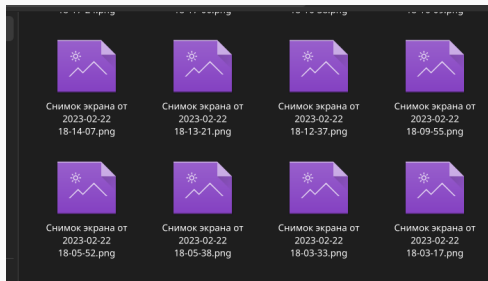 Снимок экрана от
2023-02-22
18-14-07.png
Снимок экрана от
2023-02-22
18-13-21.png
Снимок экрана от
2023-02-22
18-12-37.png
Снимок экрана от
2023-02-22
18-09-55.png
Снимок экрана от
2023-02-22
18-05-52.png
Снимок экрана от
2023-02-22
18-05-38.png
Снимок экрана от
2023-02-22
18-03-33.png
Снимок экрана от
2023-02-22
18-03-17.png